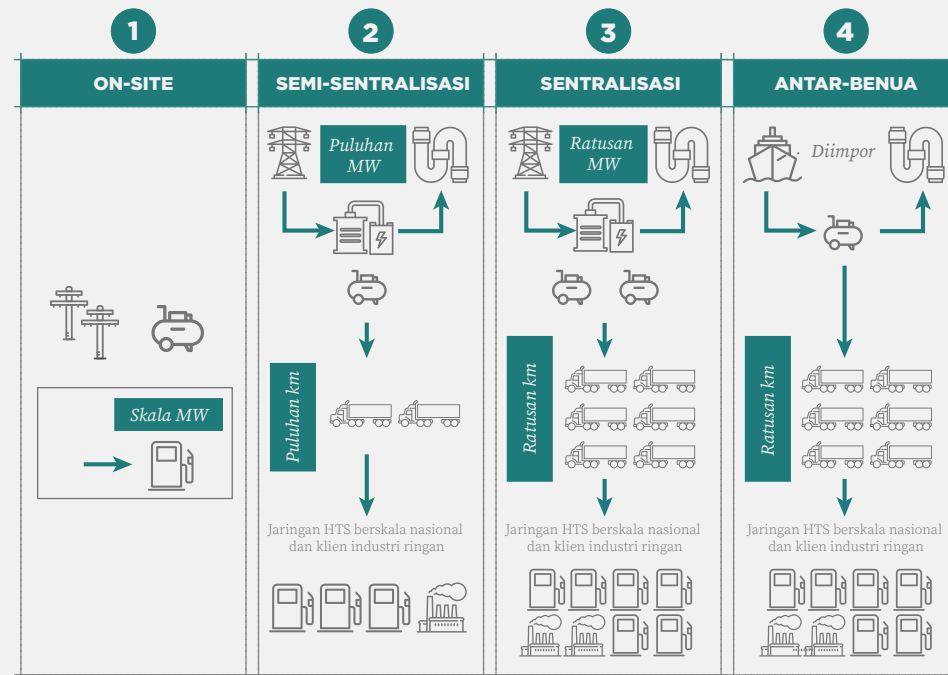 1
ON-SITE
Skala MW
2
SEMI-SENTRALISASI
Puluhan
MW
Puluhan km
Jaringan HTS berskala nasional
dan klien industri ringan
3
SENTRALISASI
Ratusan
MW
Ratusan km
Jaringan HTS berskala nasional
dan klien industri ringan
4
ANTAR-BENUA
Diimpor
Ratusan km
Jaringan HTS berskala nasional
dan klien industri ringan